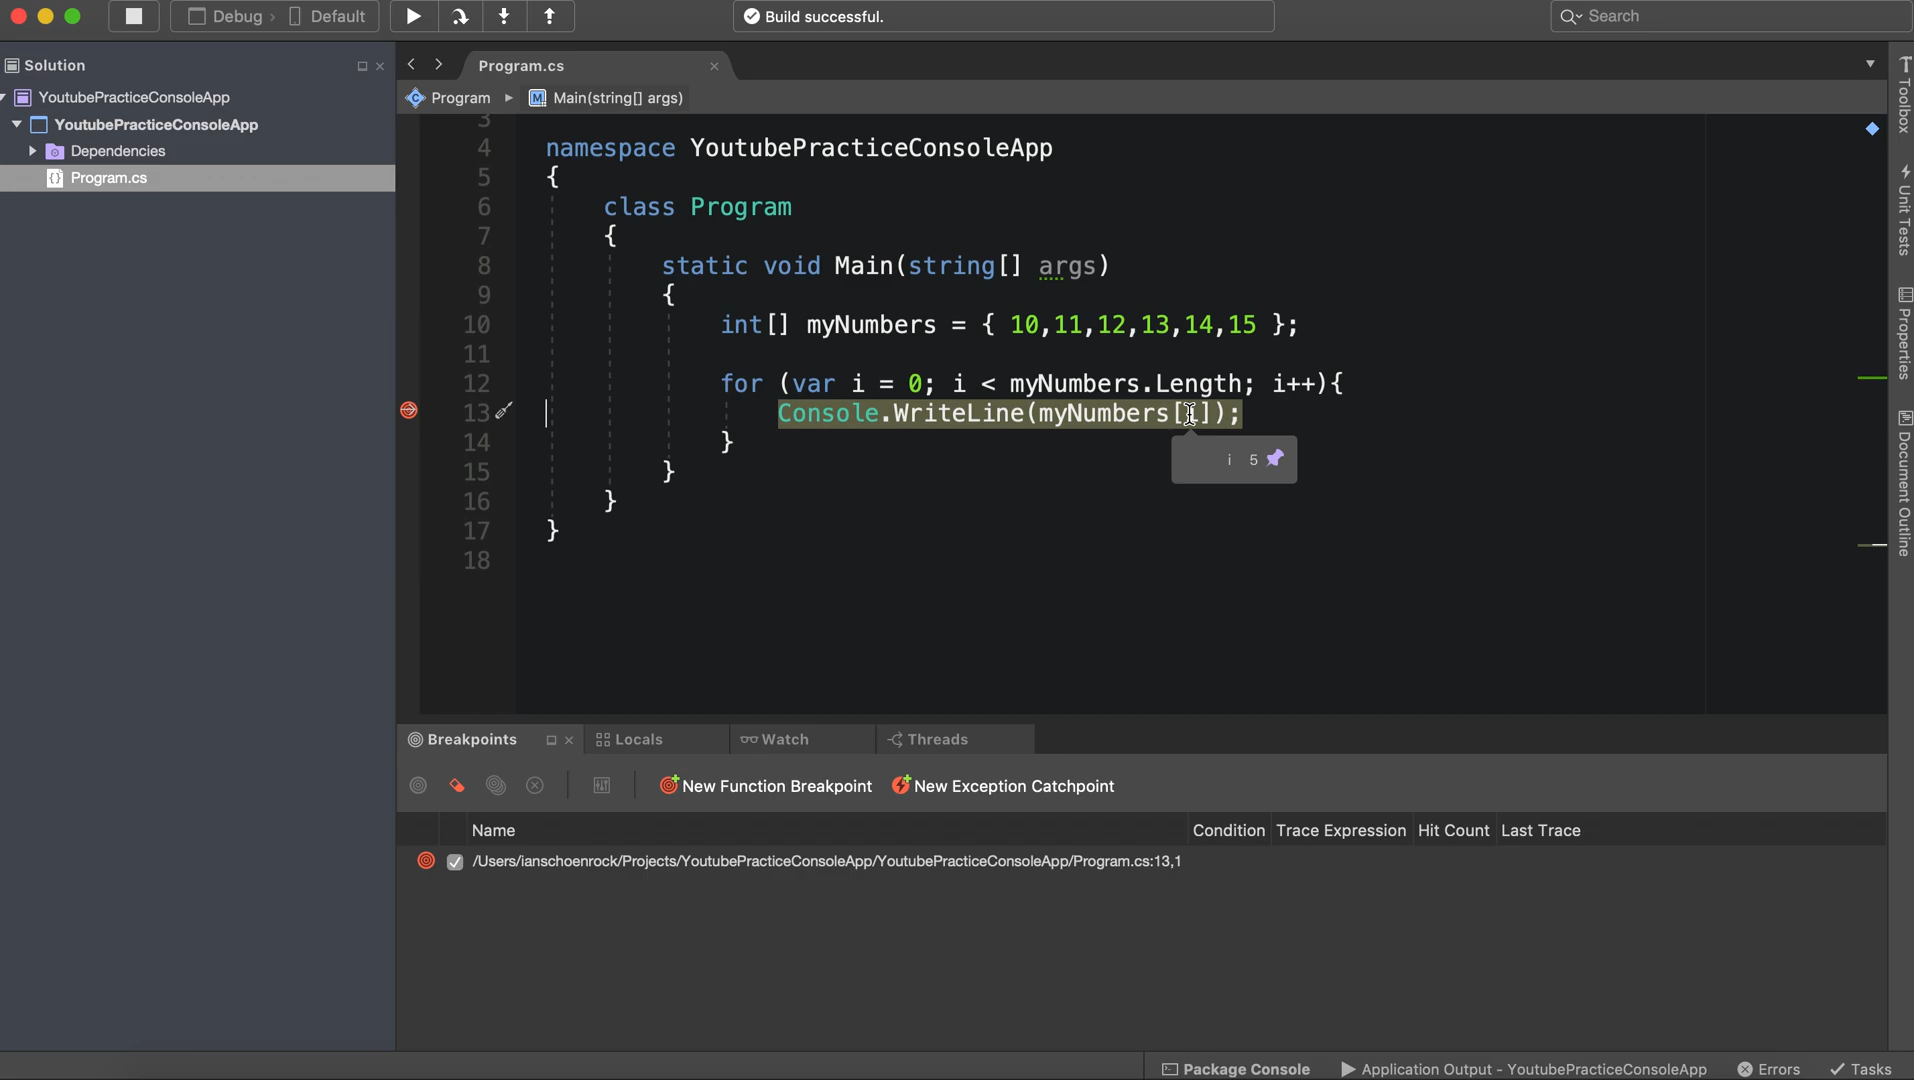 Debug › Default
Build successful.
Search
Solution
YoutubePracticeConsoleApp
YoutubePracticeConsoleApp
Dependencies
Program.cs
Program.cs
Program ▸ Main(string[] args)
3
4 namespace YoutubePracticeConsoleApp
5 {
6 class Program
7 {
8 static void Main(string[] args)
9 {
10 int[] myNumbers = { 10,11,12,13,14,15 };
11
12 for (var i = 0; i < myNumbers.Length; i++){
13 Console.WriteLine(myNumbers[i]);
14 }
i 5
15 }
16 }
17 }
18
Toolbox
Unit Tests
Properties
Document Outline
Breakpoints
Locals
Watch
Threads
New Function Breakpoint
New Exception Catchpoint
Name Condition Trace Expression Hit Count Last Trace
/Users/ianschoenrock/Projects/YoutubePracticeConsoleApp/YoutubePracticeConsoleApp/Program.cs:13,1
Package Console
Application Output - YoutubePracticeConsoleApp
Errors
Tasks